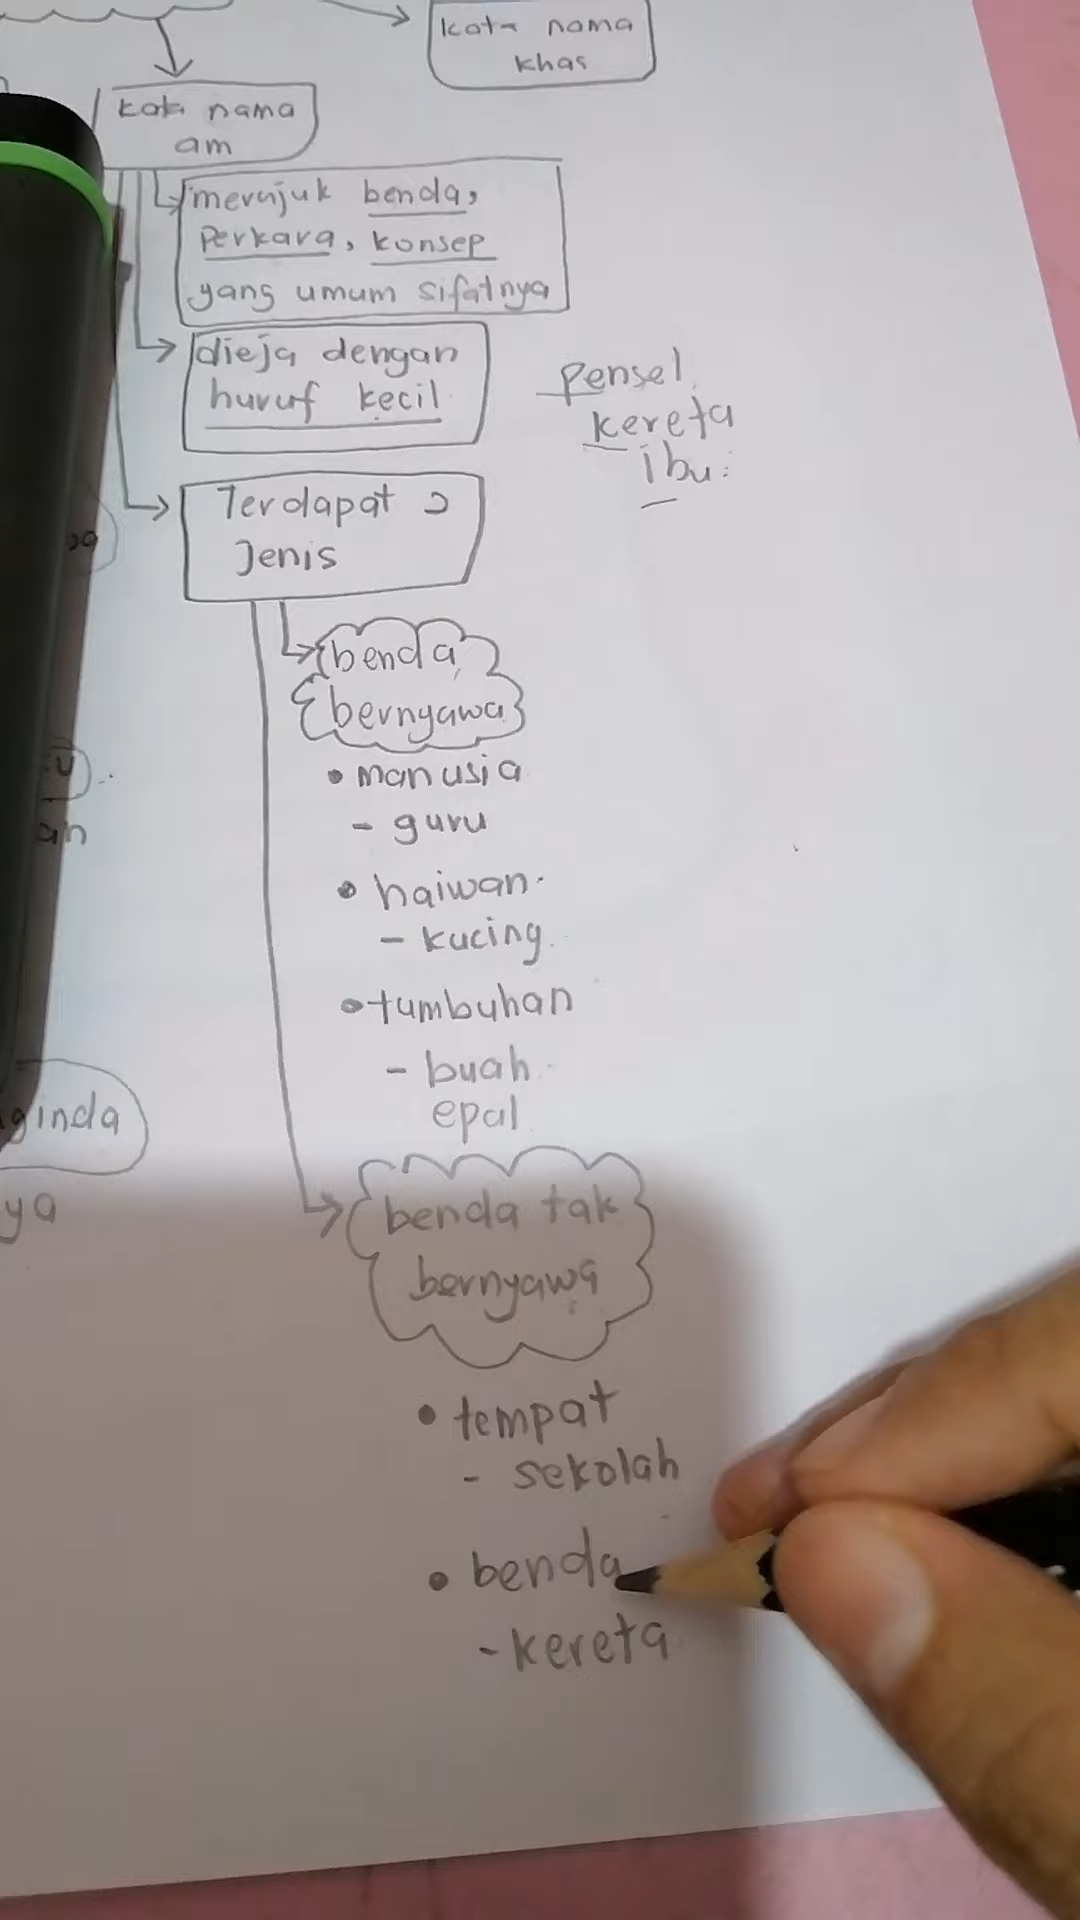 kata nama
khas
kata nama
am
merujuk benda,
perkara, konsep
yang umum sifatnya
dieja dengan
huruf kecil
pensel
kereta
ibu
Terdapat 2
Jenis
benda
bernyawa
• manusia
- guru
• haiwan
- kucing
• tumbuhan
- buah
epal
ginda
ya
benda tak
bernyawa
• tempat
- sekolah
• benda
- kereta